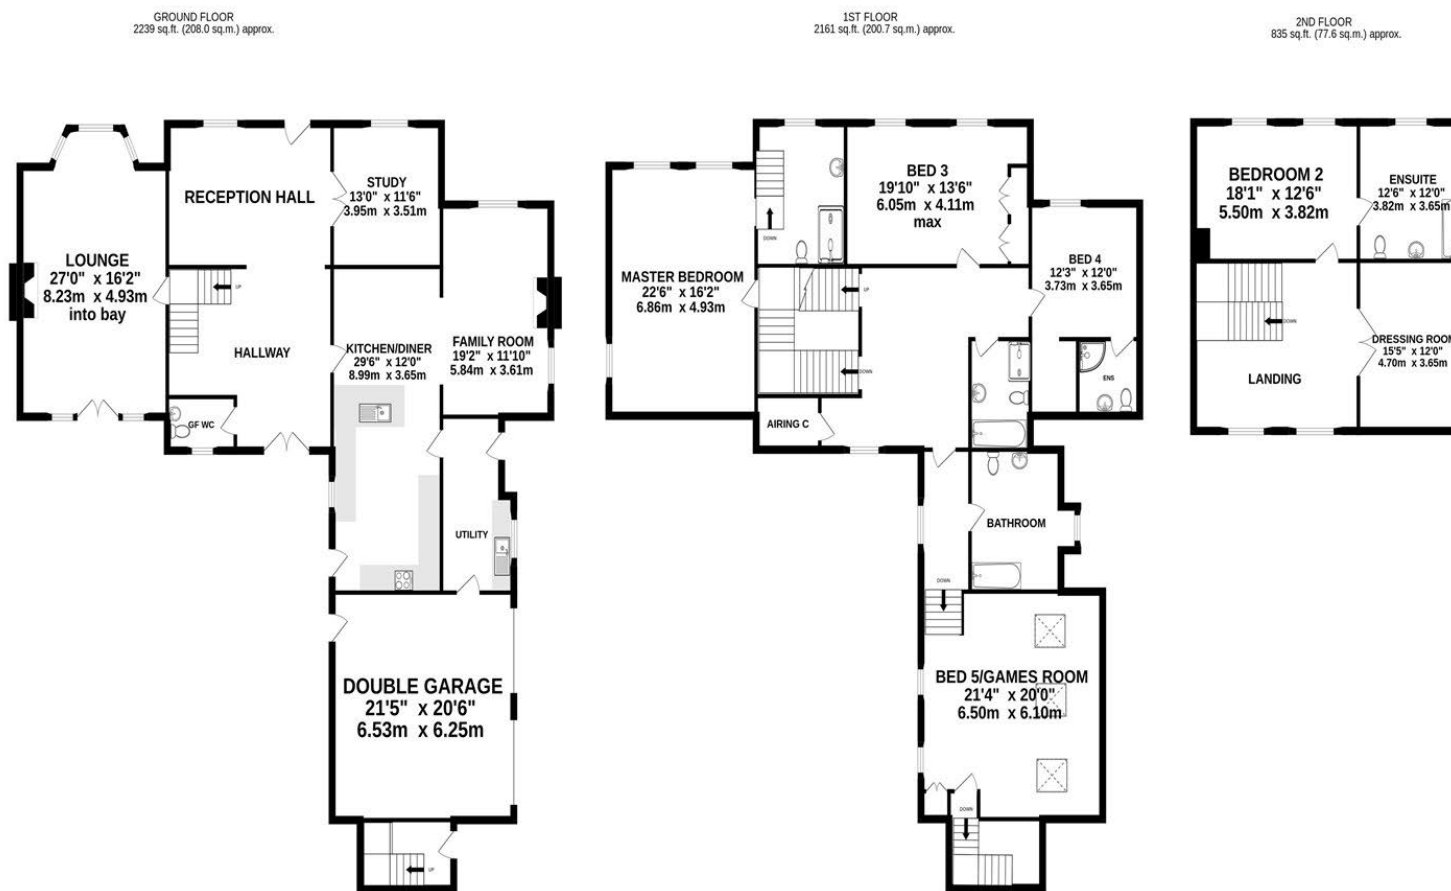 GROUND FLOOR
2239 sq.ft. (208.0 sq.m.) approx.
1ST FLOOR
2161 sq.ft. (200.7 sq.m.) approx.
2ND FLOOR
835 sq.ft. (77.6 sq.m.) approx.
RECEPTION HALL
STUDY
13'0" x 11'6"
3.95m x 3.51m
LOUNGE
27'0" x 16'2"
8.23m x 4.93m
into bay
UP
HALLWAY
KITCHEN/DINER
29'6" x 12'0"
8.99m x 3.65m
FAMILY ROOM
19'2" x 11'10"
5.84m x 3.61m
GF WC
UTILITY
DOUBLE GARAGE
21'5" x 20'6"
6.53m x 6.25m
UP
DOWN
BED 3
19'10" x 13'6"
6.05m x 4.11m
max
MASTER BEDROOM
22'6" x 16'2"
6.86m x 4.93m
BED 4
12'3" x 12'0"
3.73m x 3.65m
UP
DOWN
ENS
AIRING C
BATHROOM
DOWN
BED 5/GAMES ROOM
21'4" x 20'0"
6.50m x 6.10m
DOWN
BEDROOM 2
18'1" x 12'6"
5.50m x 3.82m
ENSUITE
12'6" x 12'0"
3.82m x 3.65m
DOWN
DRESSING ROOM
15'5" x 12'0"
4.70m x 3.65m
LANDING